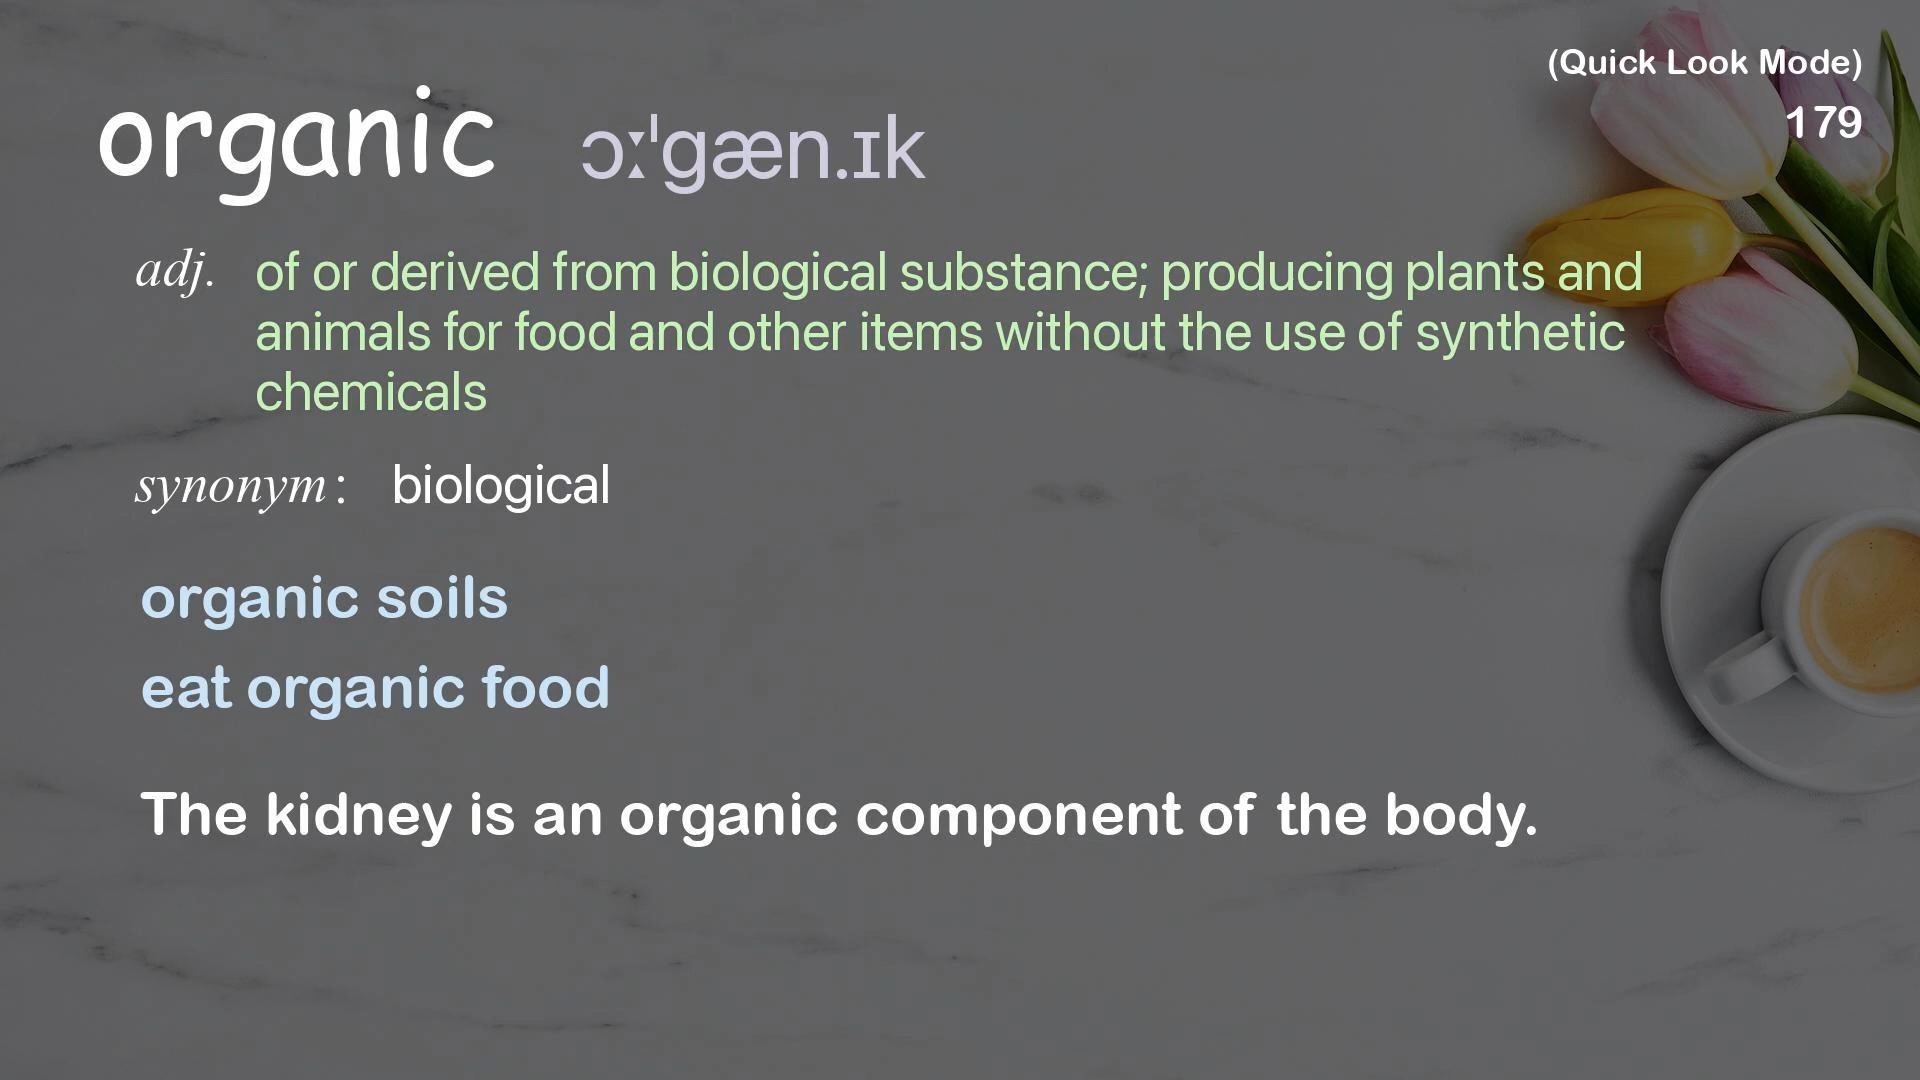 (Quick Look Mode)
179
organic ɔːˈɡæn.ɪk
adj. of or derived from biological substance; producing plants and
animals for food and other items without the use of synthetic
chemicals
synonym: biological
organic soils
eat organic food
The kidney is an organic component of the body.